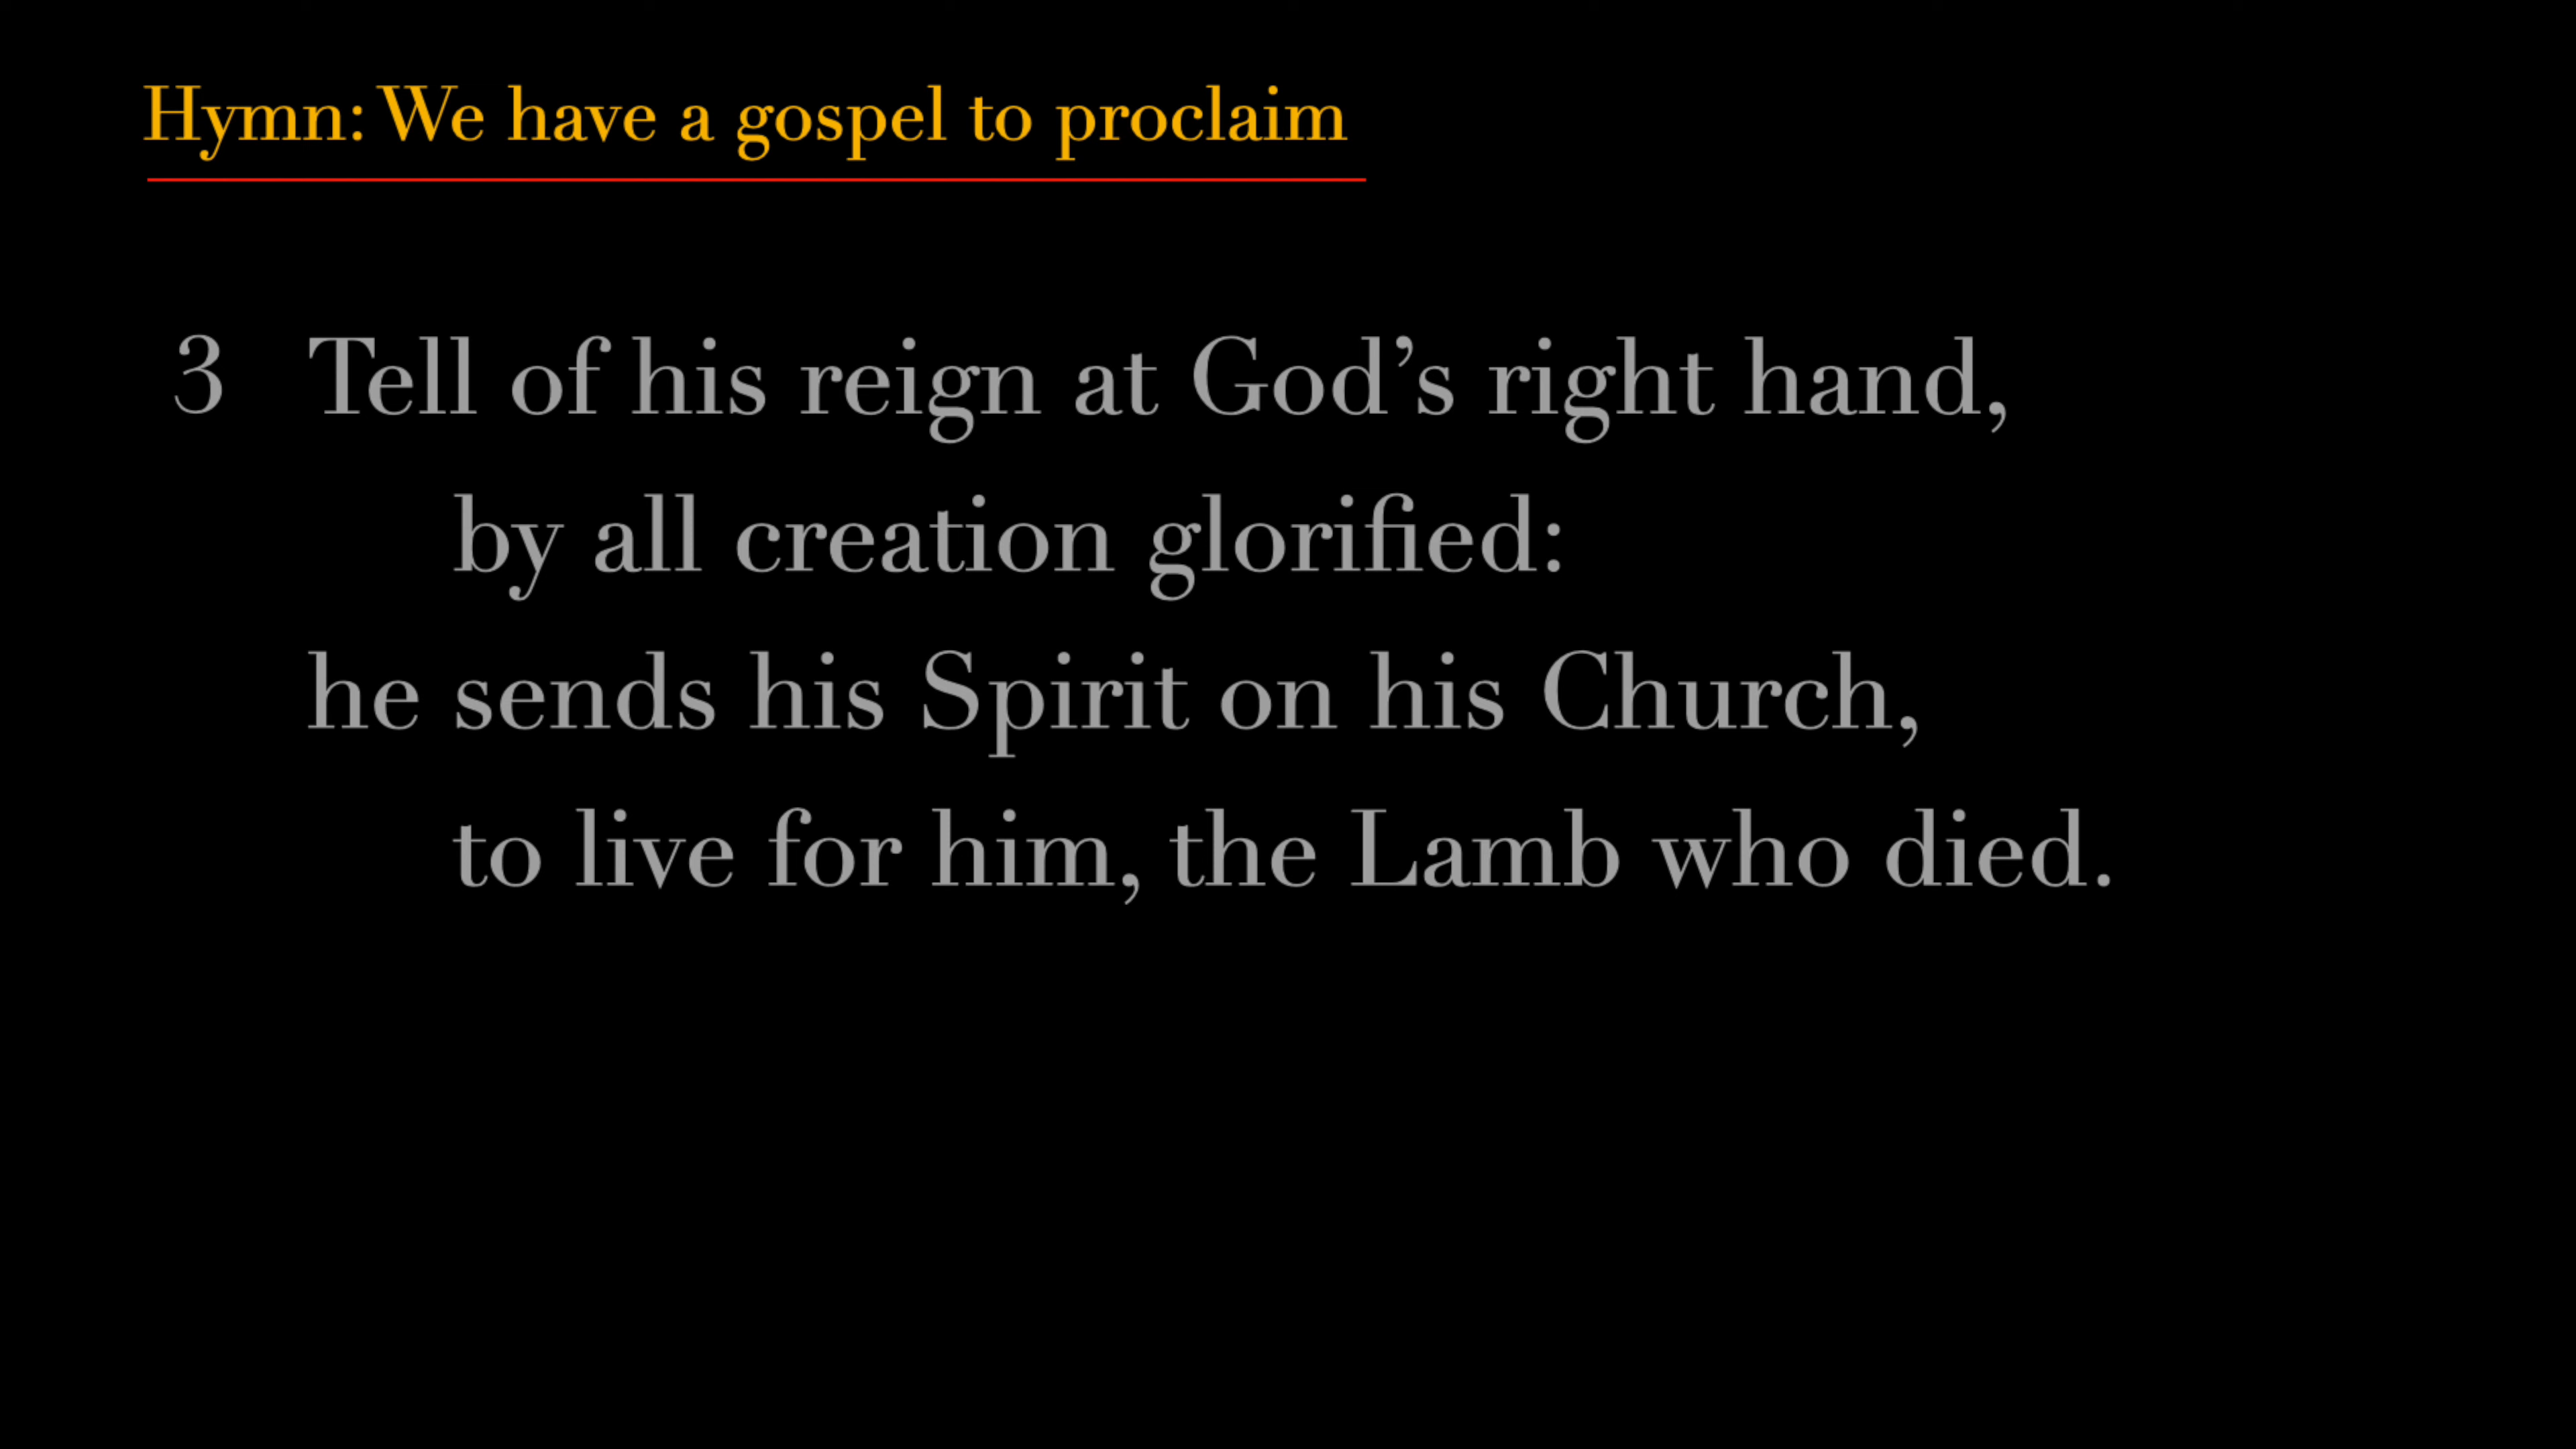 Hymn: We have a gospel to proclaim
3 Tell of his reign at God’s right hand,
by all creation glorified:
he sends his Spirit on his Church,
to live for him, the Lamb who died.